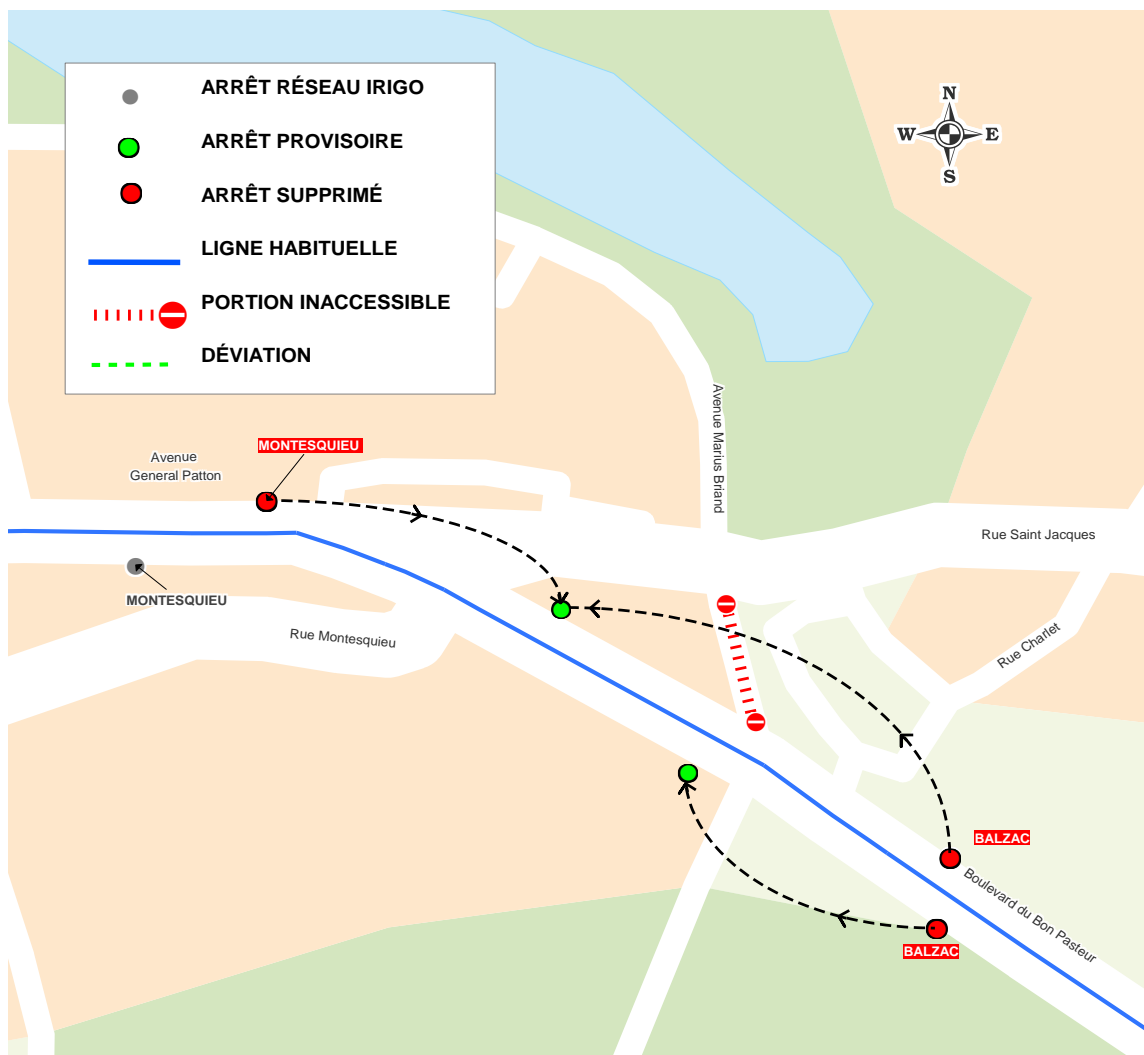 ARRÊT RÉSEAU IRIGO
ARRÊT PROVISOIRE
ARRÊT SUPPRIMÉ
LIGNE HABITUELLE
PORTION INACCESSIBLE
DÉVIATION
N
W
E
S
Avenue Marius Briand
MONTESQUIEU
Avenue
General Patton
Rue Saint Jacques
MONTESQUIEU
Rue Montesquieu
Rue Charlet
BALZAC
Boulevard du Bon Pasteur
BALZAC